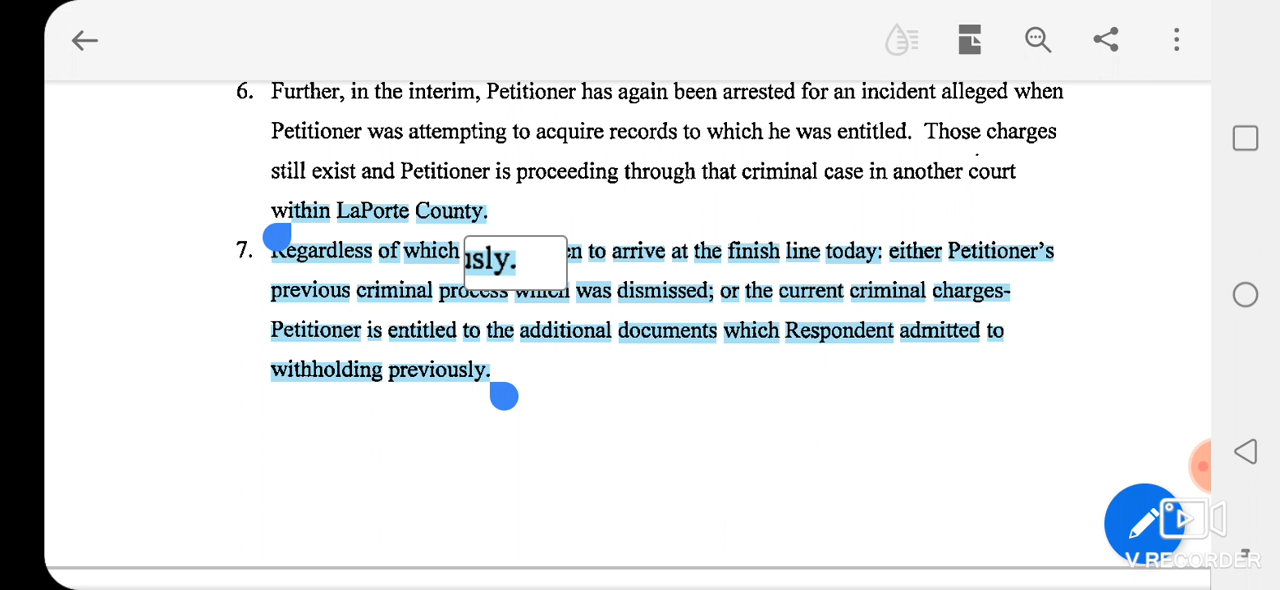 6. Further, in the interim, Petitioner has again been arrested for an incident alleged when
Petitioner was attempting to acquire records to which he was entitled. Those charges
still exist and Petitioner is proceeding through that criminal case in another court
within LaPorte County.
7. Regardless of which en to arrive at the finish line today: either Petitioner's
usly.
previous criminal process which was dismissed; or the current criminal charges-
Petitioner is entitled to the additional documents which Respondent admitted to
withholding previously.
V RECORDER